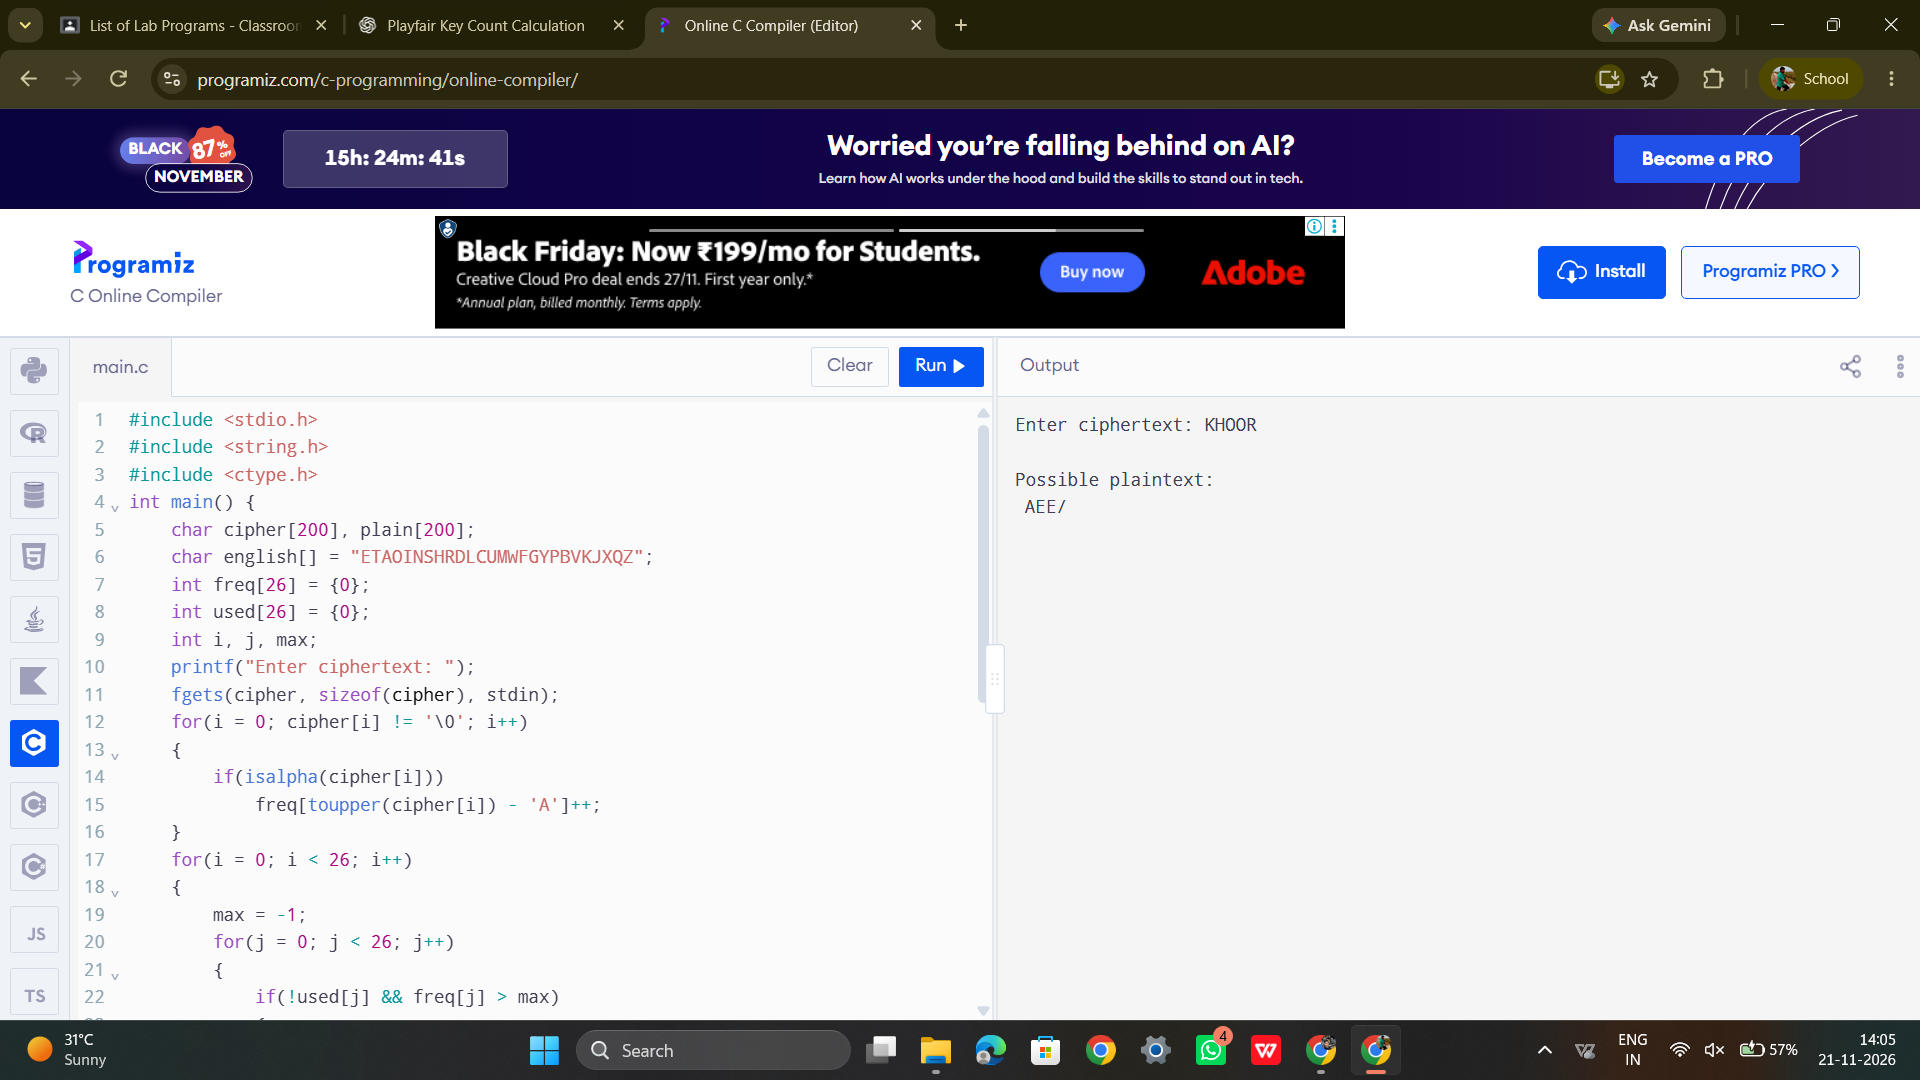 List of Lab Programs - Classroom
Playfair Key Count Calculation
Online C Compiler (Editor)
Ask Gemini
programiz.com/c-programming/online-compiler/
School
BLACK 87% OFF
NOVEMBER
15h: 24m: 41s
Worried you're falling behind on AI?
Learn how AI works under the hood and build the skills to stand out in tech.
Become a PRO
Programiz
C Online Compiler
Black Friday: Now ₹199/mo for Students.
Creative Cloud Pro deal ends 27/11. First year only.*
*Annual plan, billed monthly. Terms apply.
Buy now
Adobe
Install
Programiz PRO >
main.c
Clear
Run
Output
1 #include <stdio.h>
2 #include <string.h>
3 #include <ctype.h>
4 int main() {
5 char cipher[200], plain[200];
6 char english[] = "ETAOINSHRDLCUMWFGYPBVKJXQZ";
7 int freq[26] = {0};
8 int used[26] = {0};
9 int i, j, max;
10 printf("Enter ciphertext: ");
11 fgets(cipher, sizeof(cipher), stdin);
12 for(i = 0; cipher[i] != '\0'; i++)
13 {
14 if(isalpha(cipher[i]))
15 freq[toupper(cipher[i]) - 'A']++;
16 }
17 for(i = 0; i < 26; i++)
18 {
19 max = -1;
20 for(j = 0; j < 26; j++)
21 {
22 if(!used[j] && freq[j] > max)
Enter ciphertext: KHOOR
Possible plaintext:
AEE/
JS
TS
31°C
Sunny
Search
4
ENG
IN
57%
14:05
21-11-2026